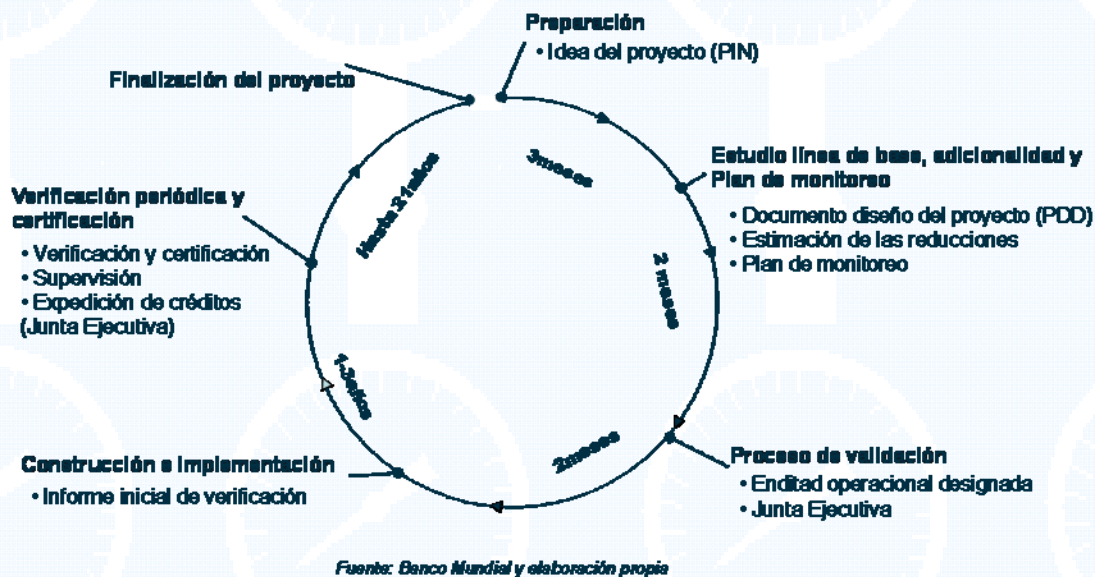 Preparación
• Idea del proyecto (PIN)
Finalización del proyecto
3meses
Estudio línea de base, adicionalidad y
Plan de monitoreo
• Documento diseño del proyecto (PDD)
• Estimación de las reducciones
• Plan de monitoreo
Hasta 21años
Verificación periódica y
certificación
• Verificación y certificación
• Supervisión
• Expedición de créditos
(Junta Ejecutiva)
2 meses
1-3años
2meses
Proceso de validación
• Enditad operacional designada
• Junta Ejecutiva
Construcción e implementación
• Informe inicial de verificación
Fuente: Banco Mundial y elaboración propia